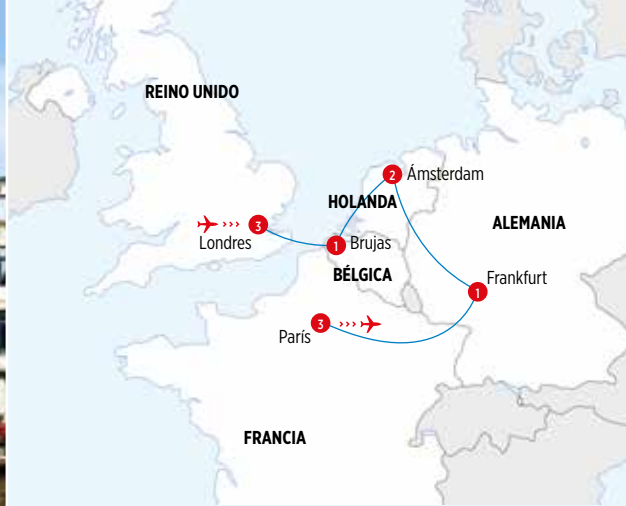 REINO UNIDO
2 Ámsterdam
HOLANDA
3
Londres
1 Brujas
ALEMANIA
BÉLGICA
Frankfurt
1
3
París
FRANCIA